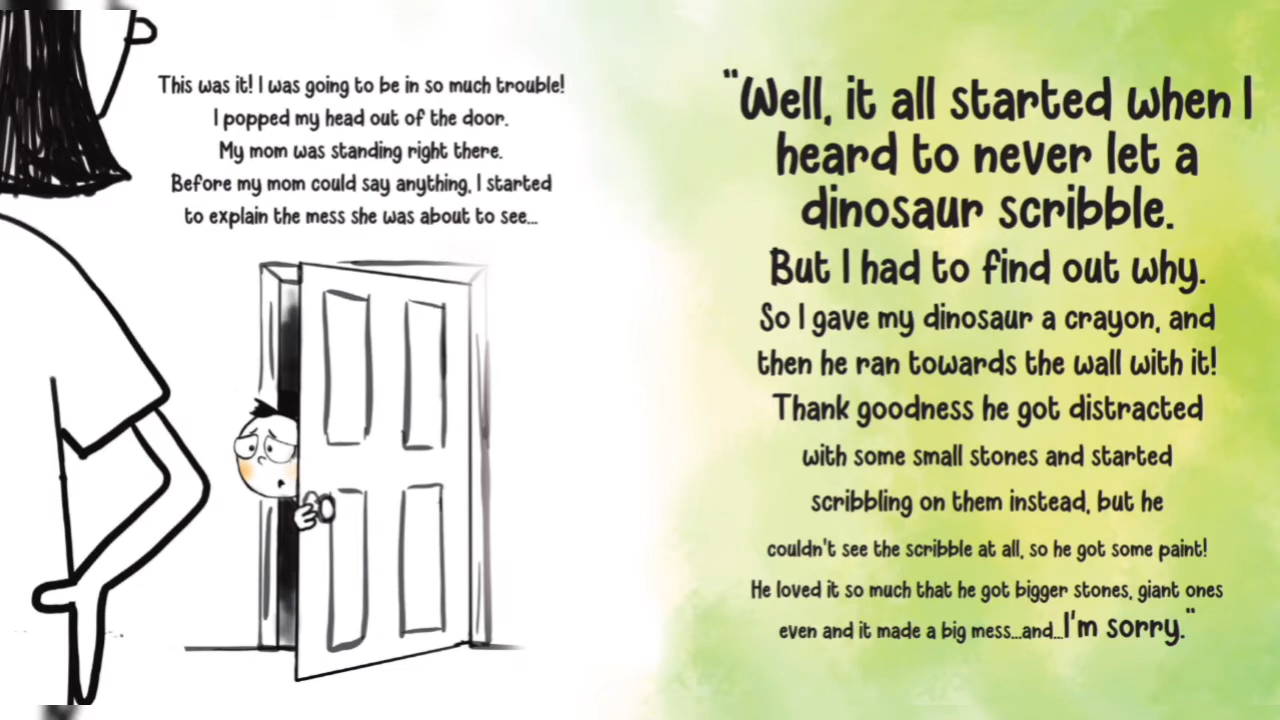 This was it! I was going to be in so much trouble!
I popped my head out of the door.
My mom was standing right there.
Before my mom could say anything, I started
to explain the mess she was about to see...
"Well, it all started when I
heard to never let a
dinosaur scribble.
But I had to find out why.
So I gave my dinosaur a crayon, and
then he ran towards the wall with it!
Thank goodness he got distracted
with some small stones and started
scribbling on them instead, but he
couldn't see the scribble at all, so he got some paint!
He loved it so much that he got bigger stones, giant ones
even and it made a big mess...and...I'm sorry."